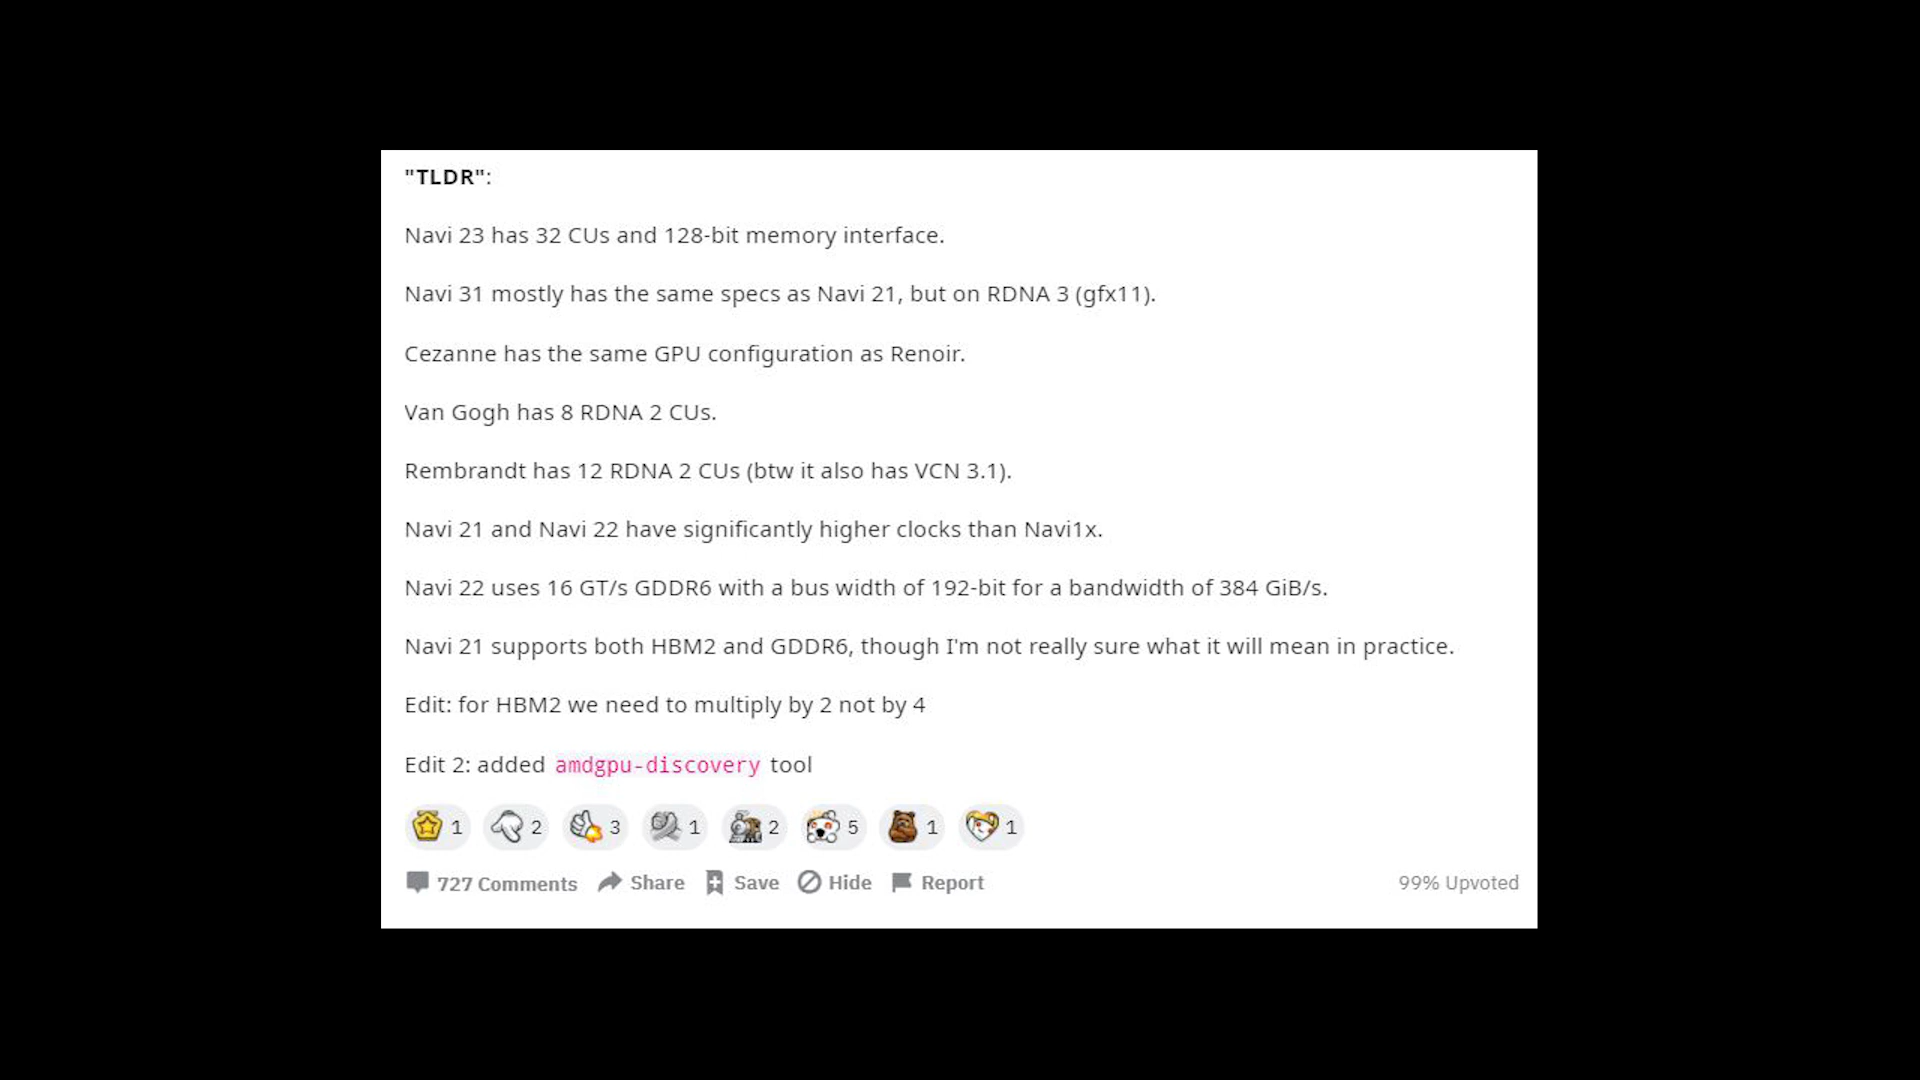 "TLDR":
Navi 23 has 32 CUs and 128-bit memory interface.
Navi 31 mostly has the same specs as Navi 21, but on RDNA 3 (gfx11).
Cezanne has the same GPU configuration as Renoir.
Van Gogh has 8 RDNA 2 CUs.
Rembrandt has 12 RDNA 2 CUs (btw it also has VCN 3.1).
Navi 21 and Navi 22 have significantly higher clocks than Navi1x.
Navi 22 uses 16 GT/s GDDR6 with a bus width of 192-bit for a bandwidth of 384 GiB/s.
Navi 21 supports both HBM2 and GDDR6, though I'm not really sure what it will mean in practice.
Edit: for HBM2 we need to multiply by 2 not by 4
Edit 2: added amdgpu-discovery tool
1 2 3 1 2 5 1 1
727 Comments Share Save Hide Report 99% Upvoted